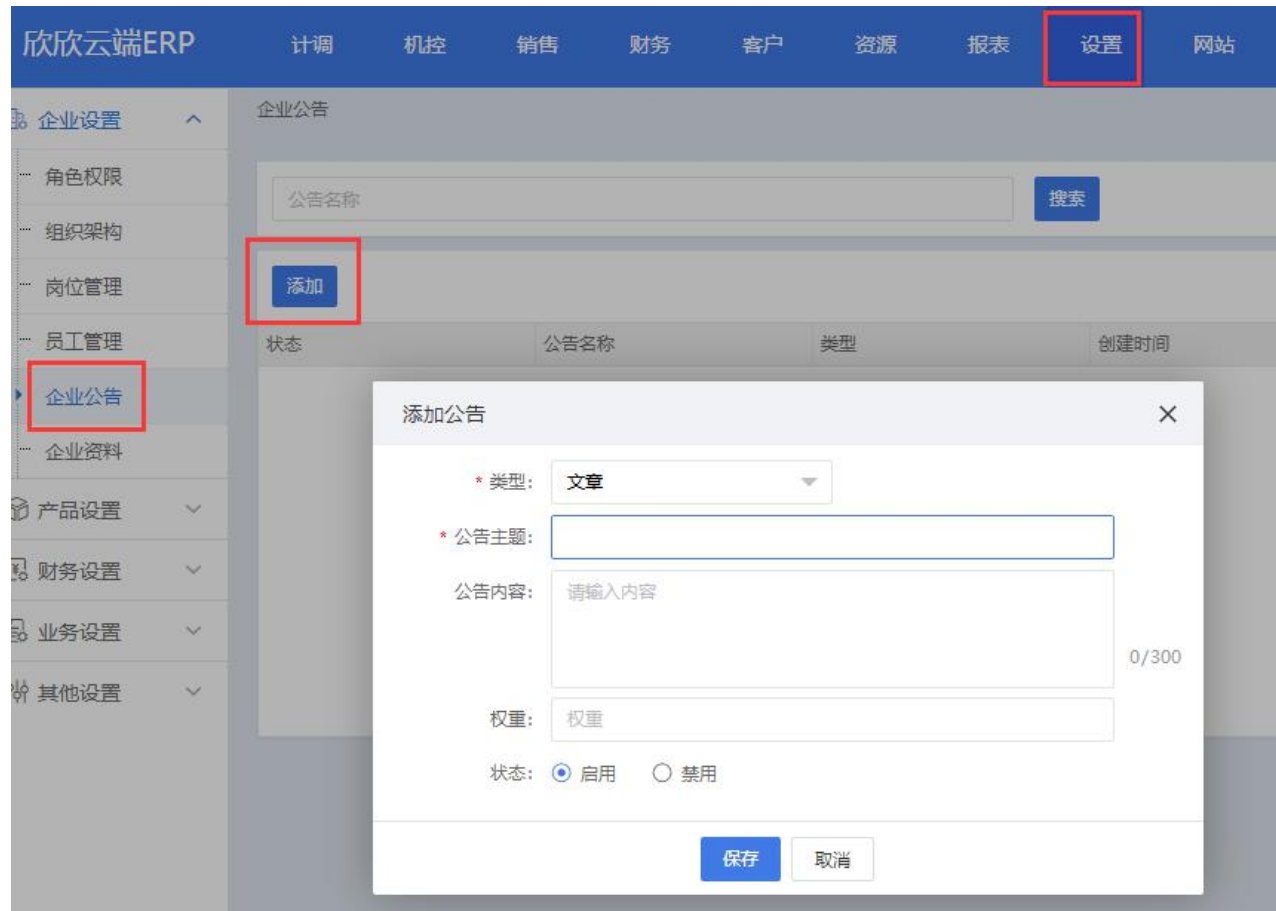 欣欣云端ERP 计调 机控 销售 财务 客户 资源 报表 设置 网站
企业设置
角色权限
组织架构
岗位管理
员工管理
企业公告
企业资料
产品设置
财务设置
业务设置
其他设置
企业公告
公告名称 搜索
添加
状态 公告名称 类型 创建时间
添加公告
* 类型: 文章
* 公告主题:
公告内容: 请输入内容
0/300
权重: 权重
状态: 启用 禁用
保存 取消